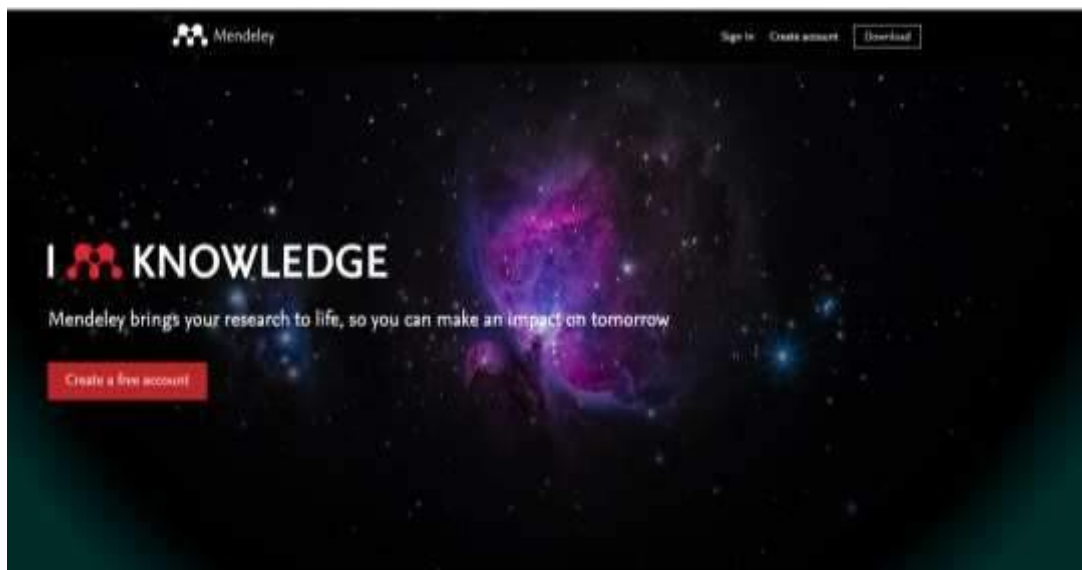 Mendeley
Sign In Create account Download
I KNOWLEDGE
Mendeley brings your research to life, so you can make an impact on tomorrow
Create a free account